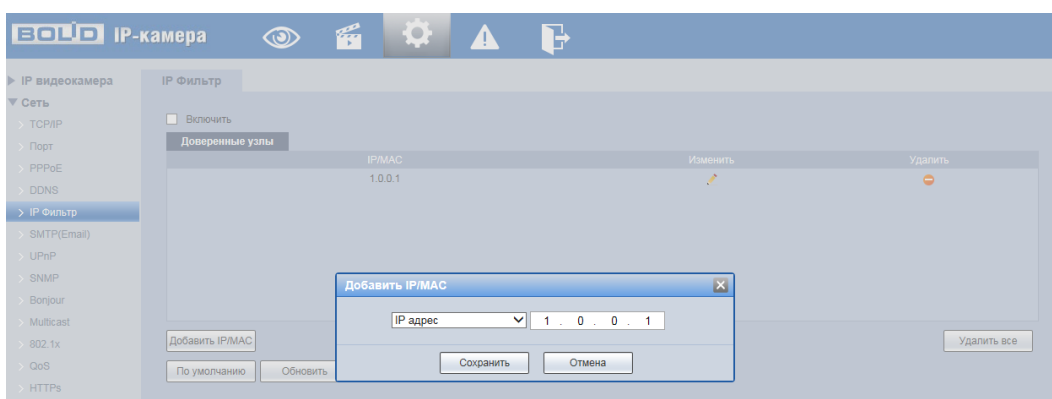 BOLID IP-камера
IP видеокамера
Сеть
TCP/IP
Порт
PPPoE
DDNS
IP Фильтр
SMTP(Email)
UPnP
SNMP
Bonjour
Multicast
802.1x
QoS
HTTPs
IP Фильтр
Включить
Доверенные узлы
IP/MAC Изменить Удалить
1.0.0.1
Добавить IP/MAC
IP адрес 1 . 0 . 0 . 1
Сохранить Отмена
Добавить IP/MAC Удалить все
По умолчанию Обновить